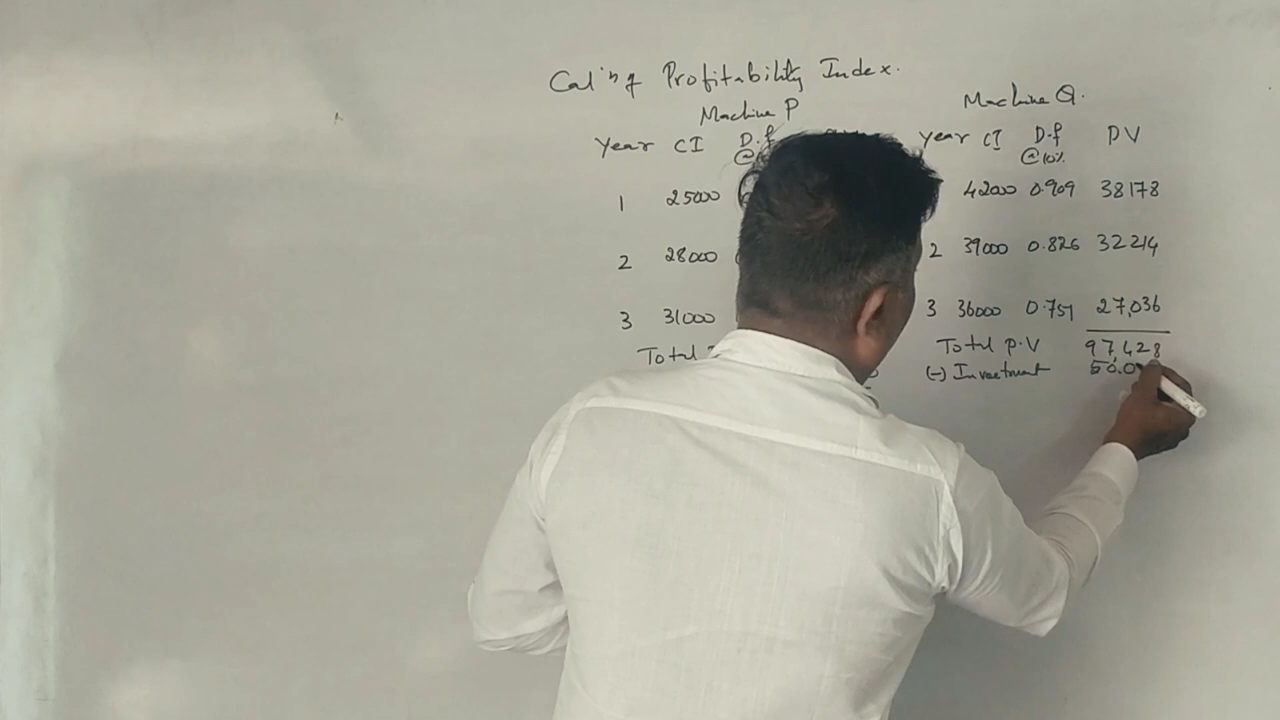 Cal'n of Profitability Index.
Machine P
Year CI D.f
@
1 25000
2 28000
3 31000
Total
Machine Q.
Year CI D.f PV
@10%
42000 0.909 38178
2 39000 0.826 32214
3 36000 0.751 27,036
Total P.V 97,428
(-) Investment 50.0